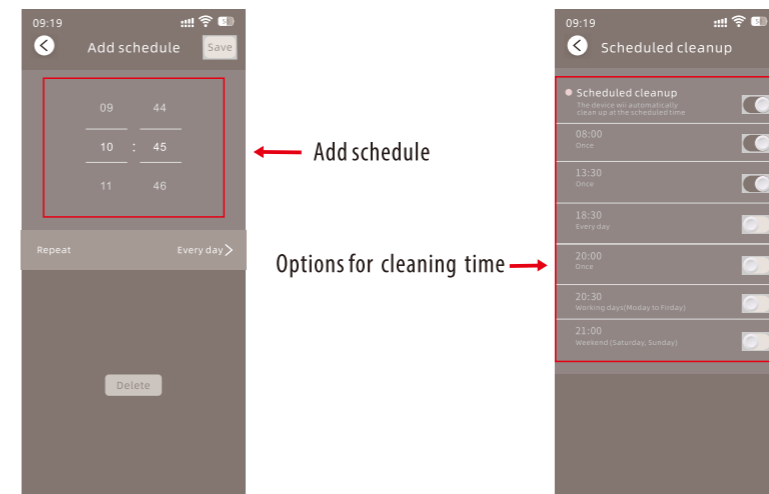 09:19
Add schedule
Save
09 44
10 : 45
11 46
Repeat
Every day
Delete
Add schedule
Options for cleaning time
09:19
Scheduled cleanup
Scheduled cleanup
The device wii automatically
clean up at the scheduled time
08:00
Once
13:30
Once
18:30
Every day
20:00
Once
20:30
Working days(Moday to Firday)
21:00
Weekend (Saturday, Sunday)